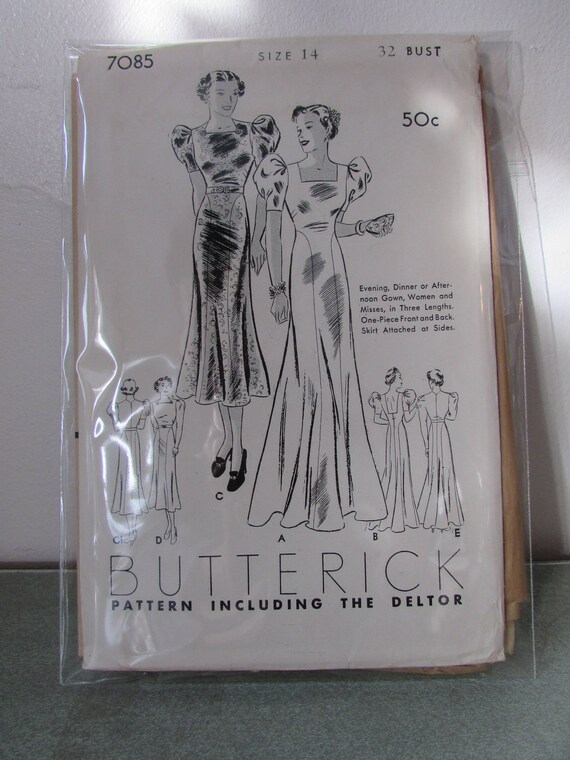 7085
SIZE 14
32 BUST
50c
Evening, Dinner or After-
noon Gown, Women and
Misses, in Three Lengths.
One-Piece Front and Back.
Skirt Attached at Sides.
C
C
D
A
B
E
BUTTERICK
PATTERN INCLUDING THE DELTOR